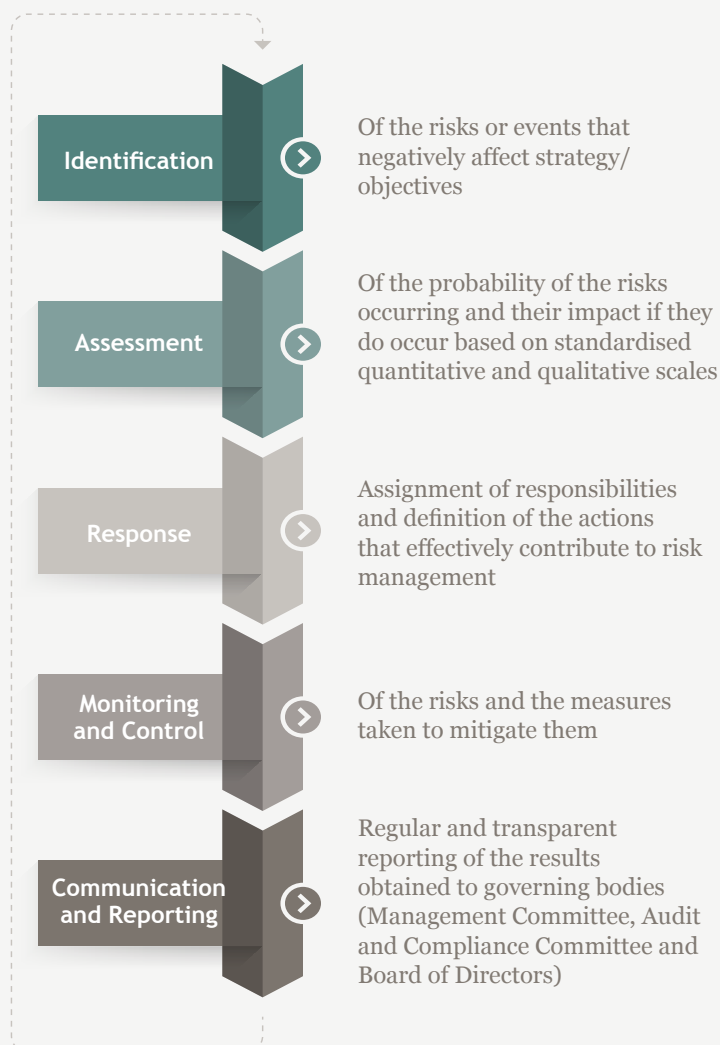 Identification
Of the risks or events that
negatively affect strategy/
objectives
Assessment
Of the probability of the risks
occurring and their impact if they
do occur based on standardised
quantitative and qualitative scales
Response
Assignment of responsibilities
and definition of the actions
that effectively contribute to risk
management
Monitoring
and Control
Of the risks and the measures
taken to mitigate them
Communication
and Reporting
Regular and transparent
reporting of the results
obtained to governing bodies
(Management Committee, Audit
and Compliance Committee and
Board of Directors)